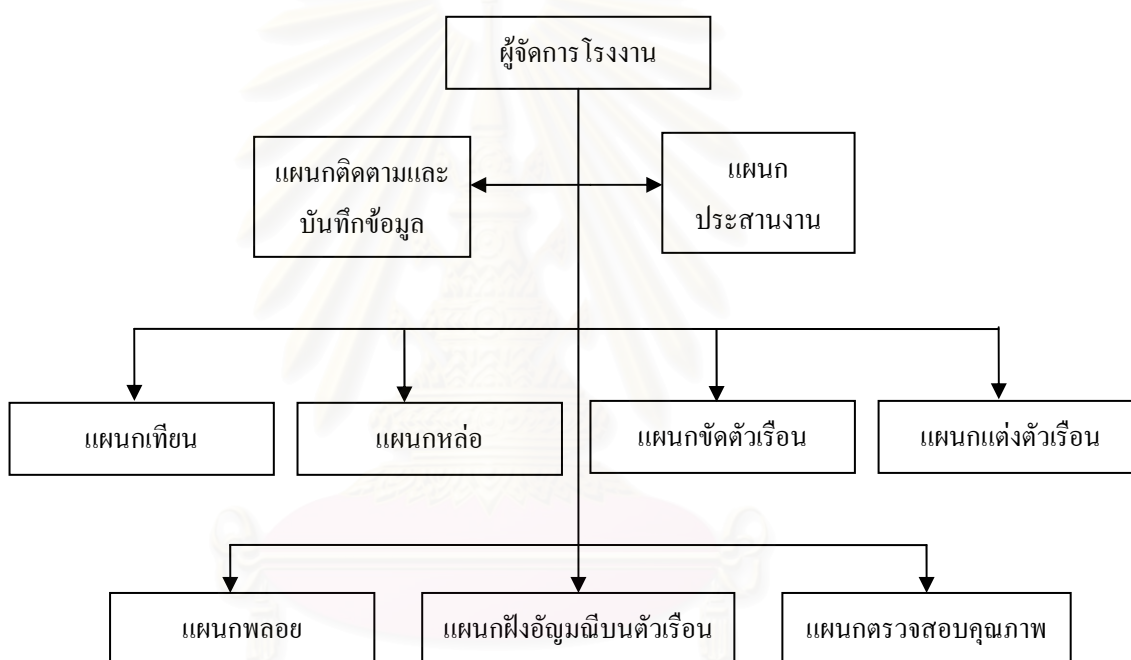 ผู้จัดการโรงงาน
แผนกติดตามและ
บันทึกข้อมูล
แผนก
ประสานงาน
แผนกเทียน
แผนกหล่อ
แผนกขัดตัวเรือน
แผนกแต่งตัวเรือน
แผนกพลอย
แผนกฝังอัญมณีบนตัวเรือน
แผนกตรวจสอบคุณภาพ